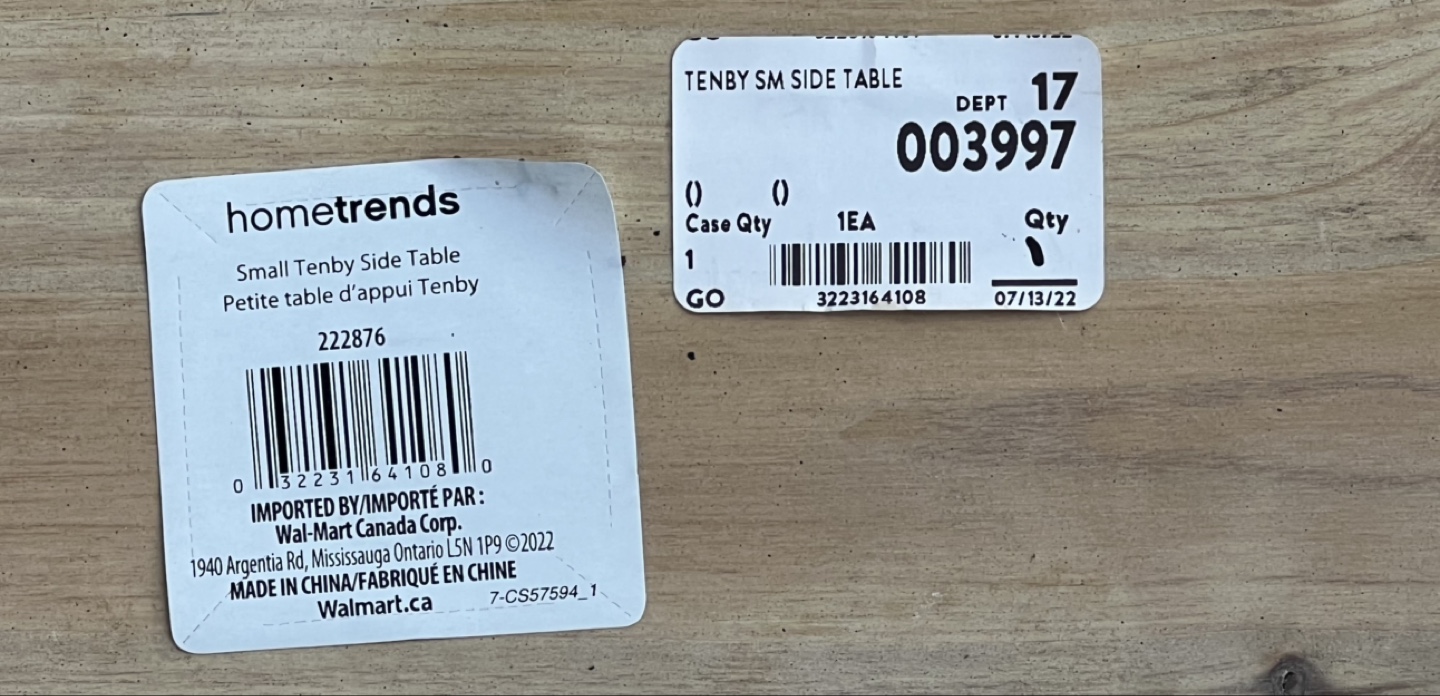 hometrends
Small Tenby Side Table
Petite table d'appui Tenby
222876
0 32231 64108 0
IMPORTED BY/IMPORTÉ PAR :
Wal-Mart Canada Corp.
1940 Argentia Rd, Mississauga Ontario L5N 1P9 ©2022
MADE IN CHINA/FABRIQUÉ EN CHINE
Walmart.ca 7-CS57594_1
TENBY SM SIDE TABLE
DEPT 17
003997
() ()
Case Qty 1EA Qty
1 1
GO 3223164108 07/13/22